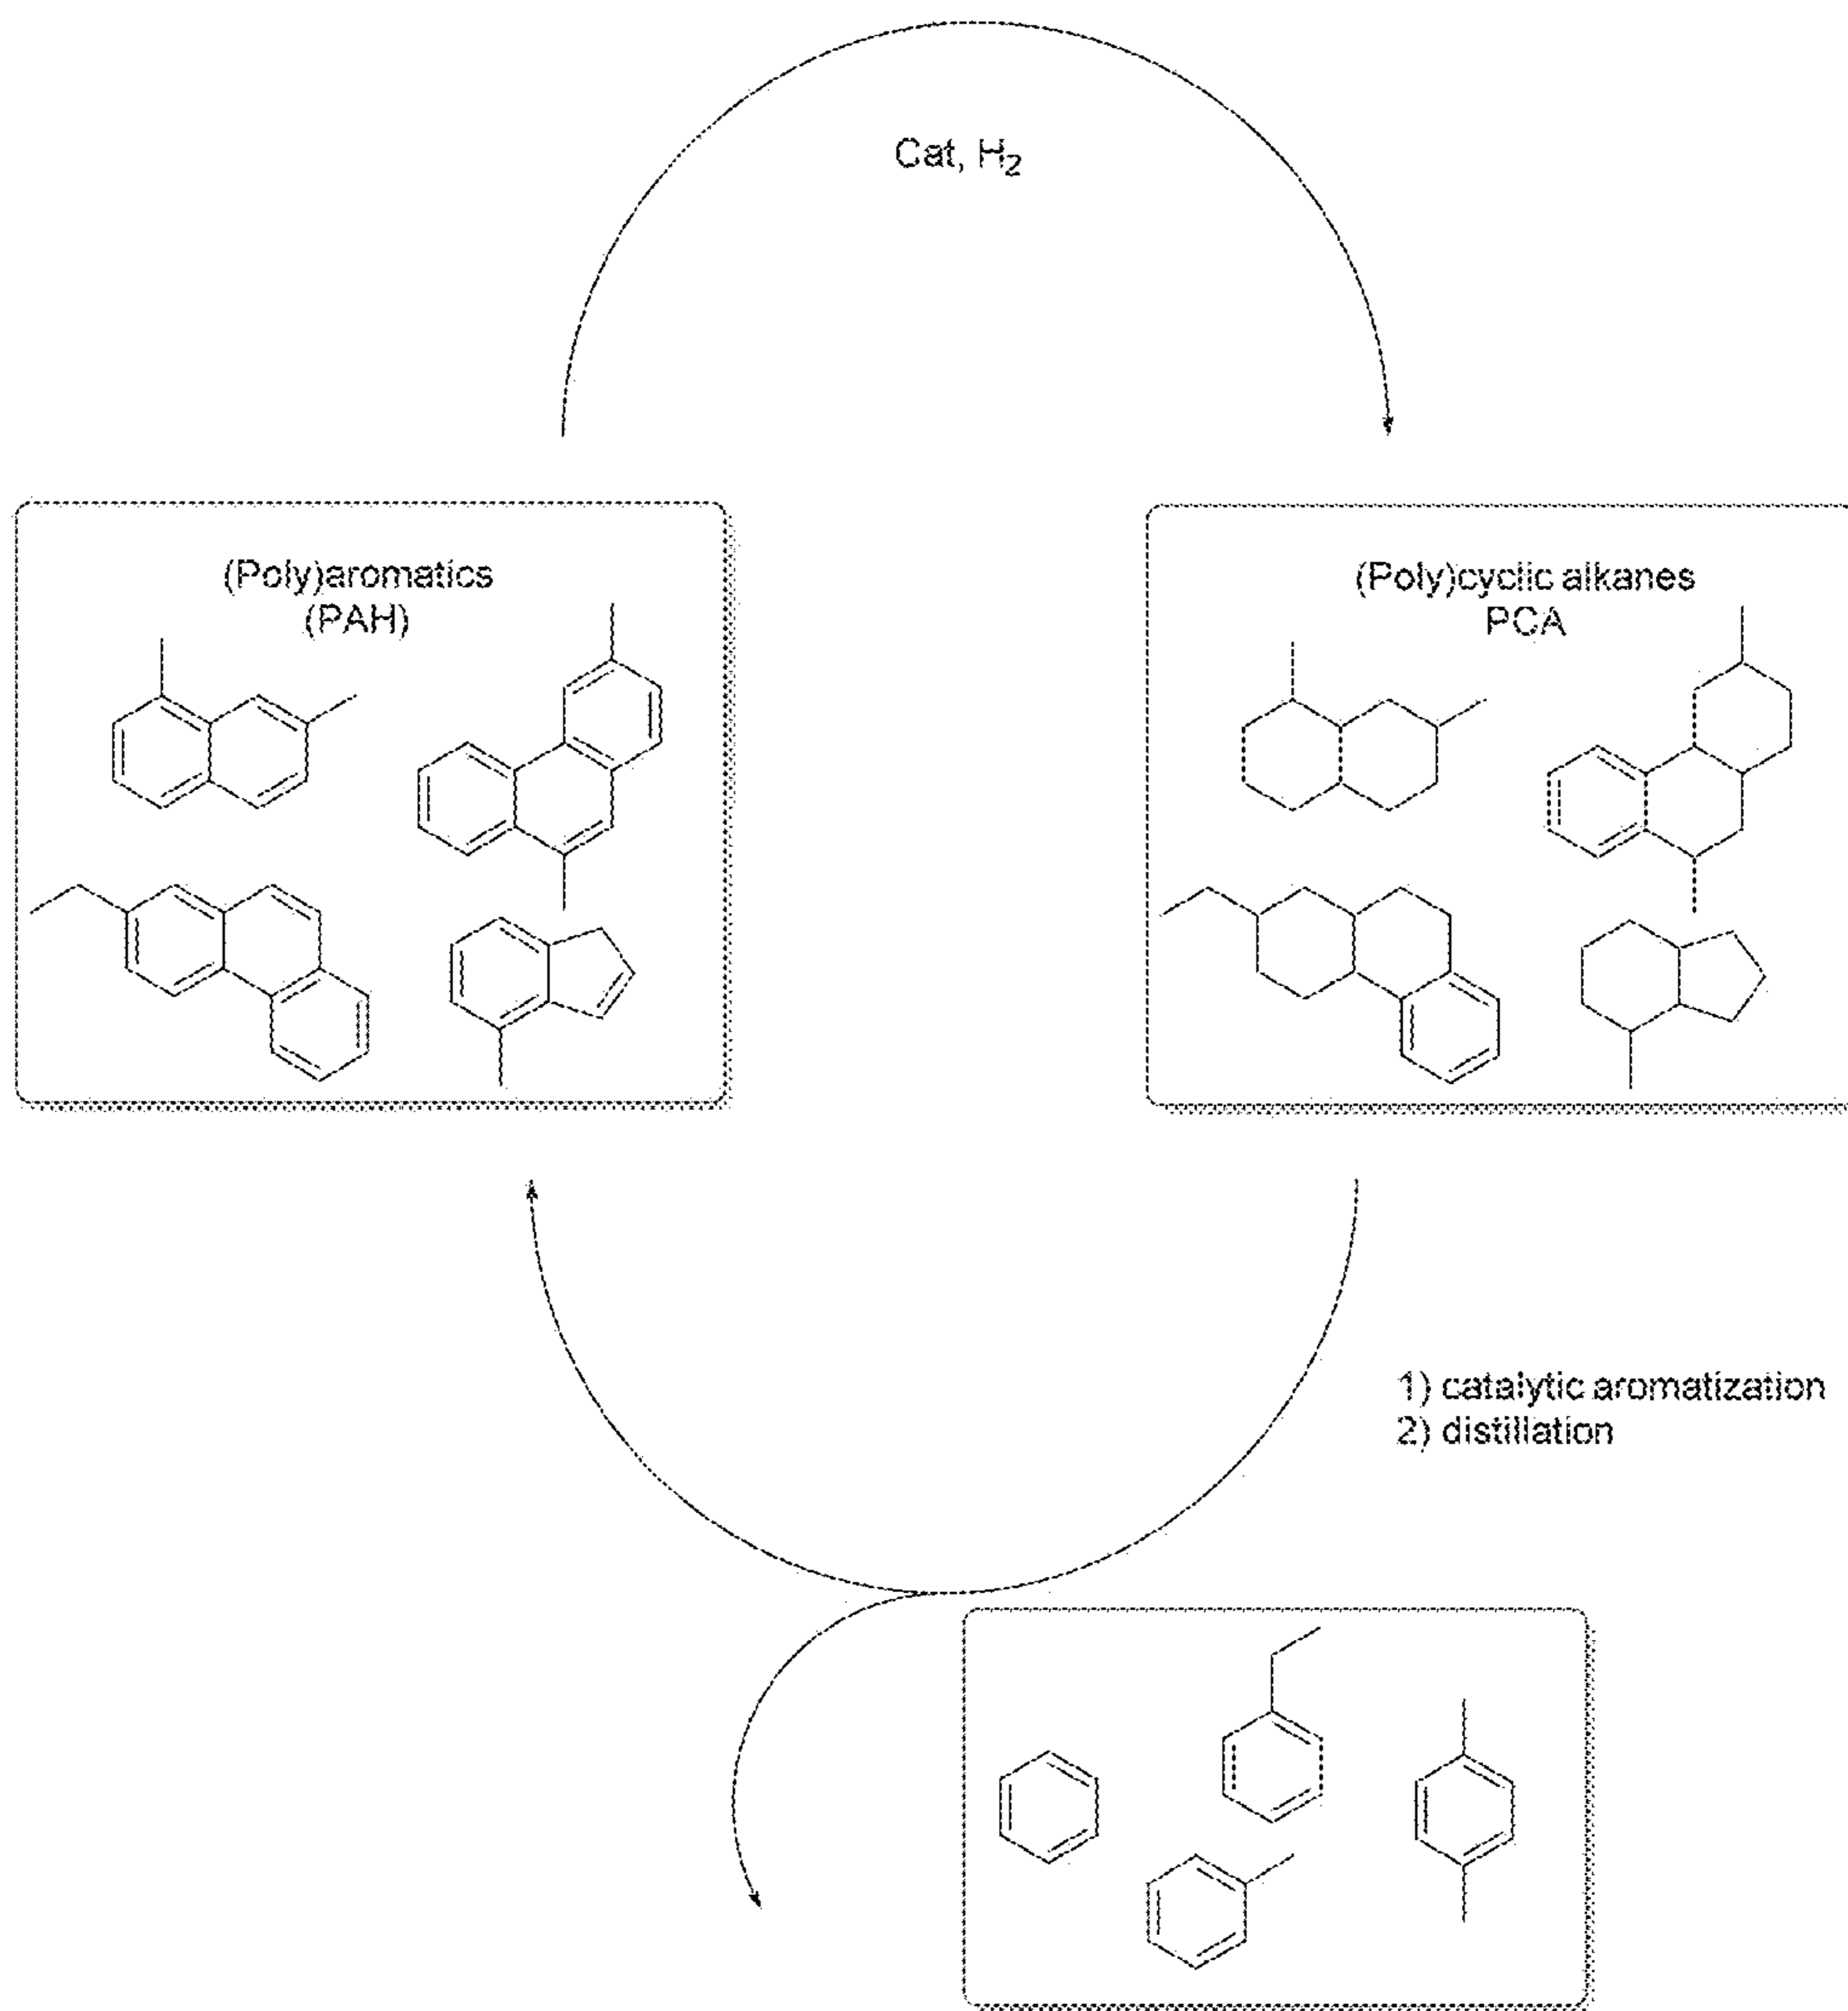 Cat, H₂
(Poly)aromatics
(PAH)
(Poly)cyclic alkanes
PCA
1) catalytic aromatization
2) distillation